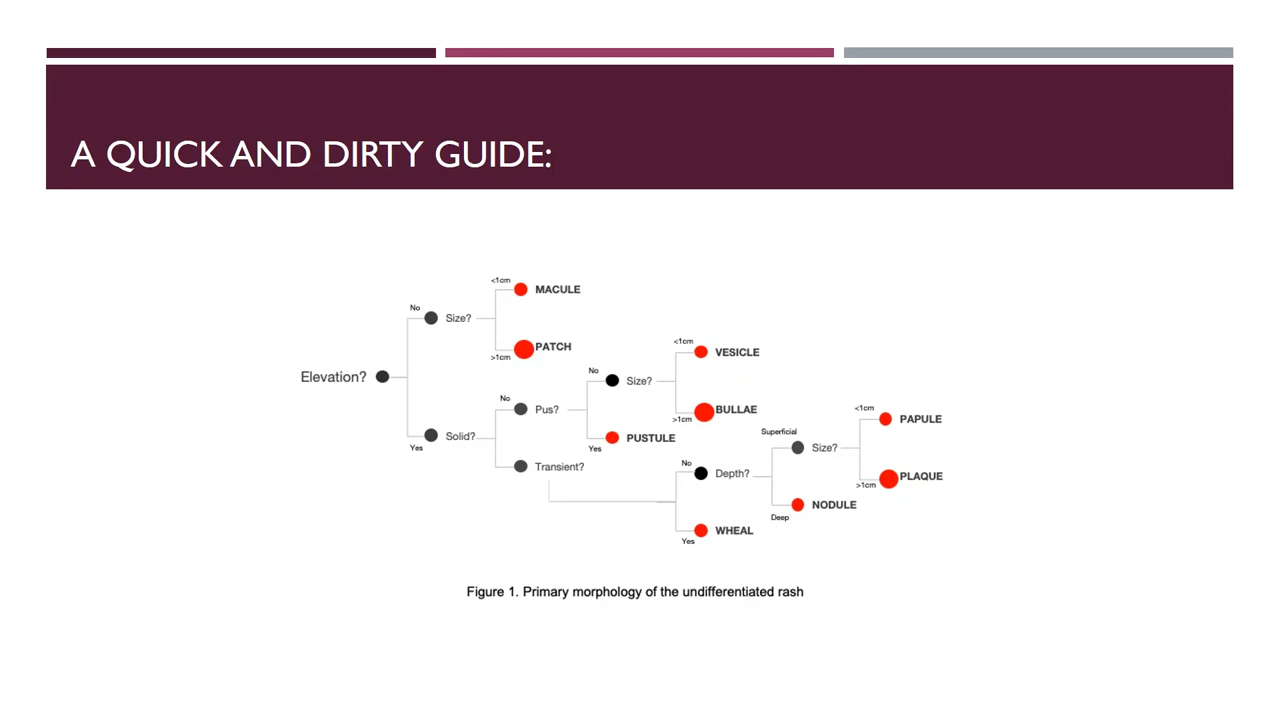 A QUICK AND DIRTY GUIDE:
<1cm
MACULE
No
Size?
PATCH
>1cm
<1cm
VESICLE
Elevation?
No
Size?
No
Pus?
BULLAE
>1cm
<1cm
PAPULE
Superficial
Yes
Solid?
Yes
PUSTULE
Size?
Transient?
No
Depth?
PLAQUE
>1cm
NODULE
Deep
WHEAL
Yes
Figure 1. Primary morphology of the undifferentiated rash